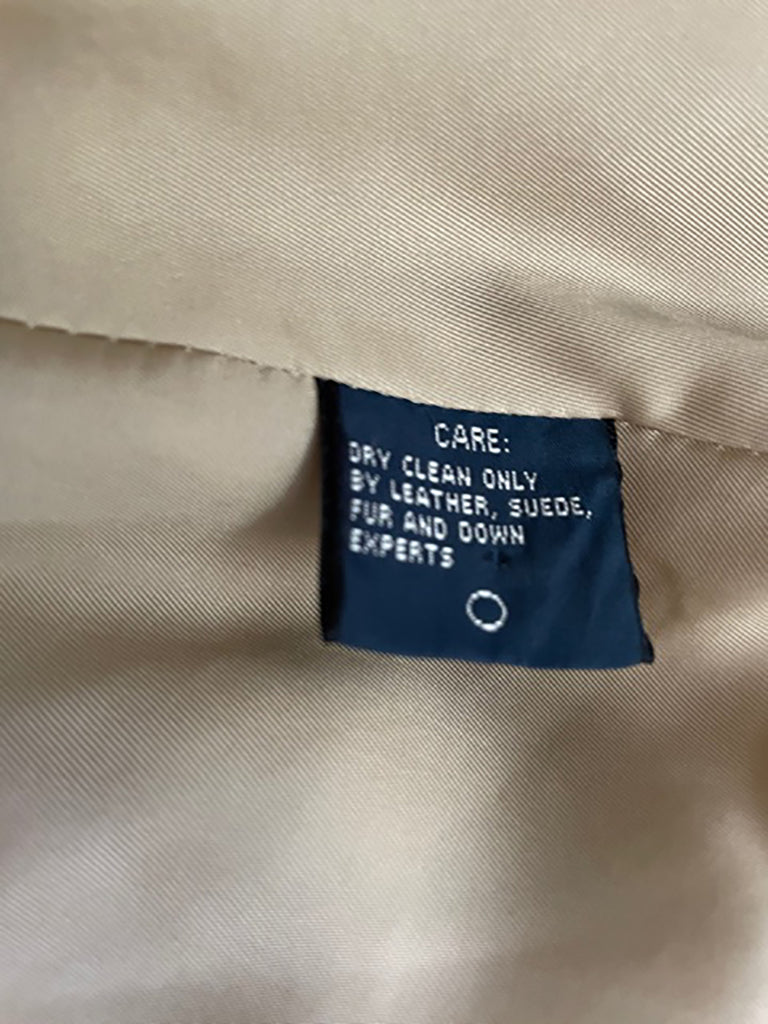 CARE:
DRY CLEAN ONLY
BY LEATHER, SUEDE,
FUR AND DOWN
EXPERTS